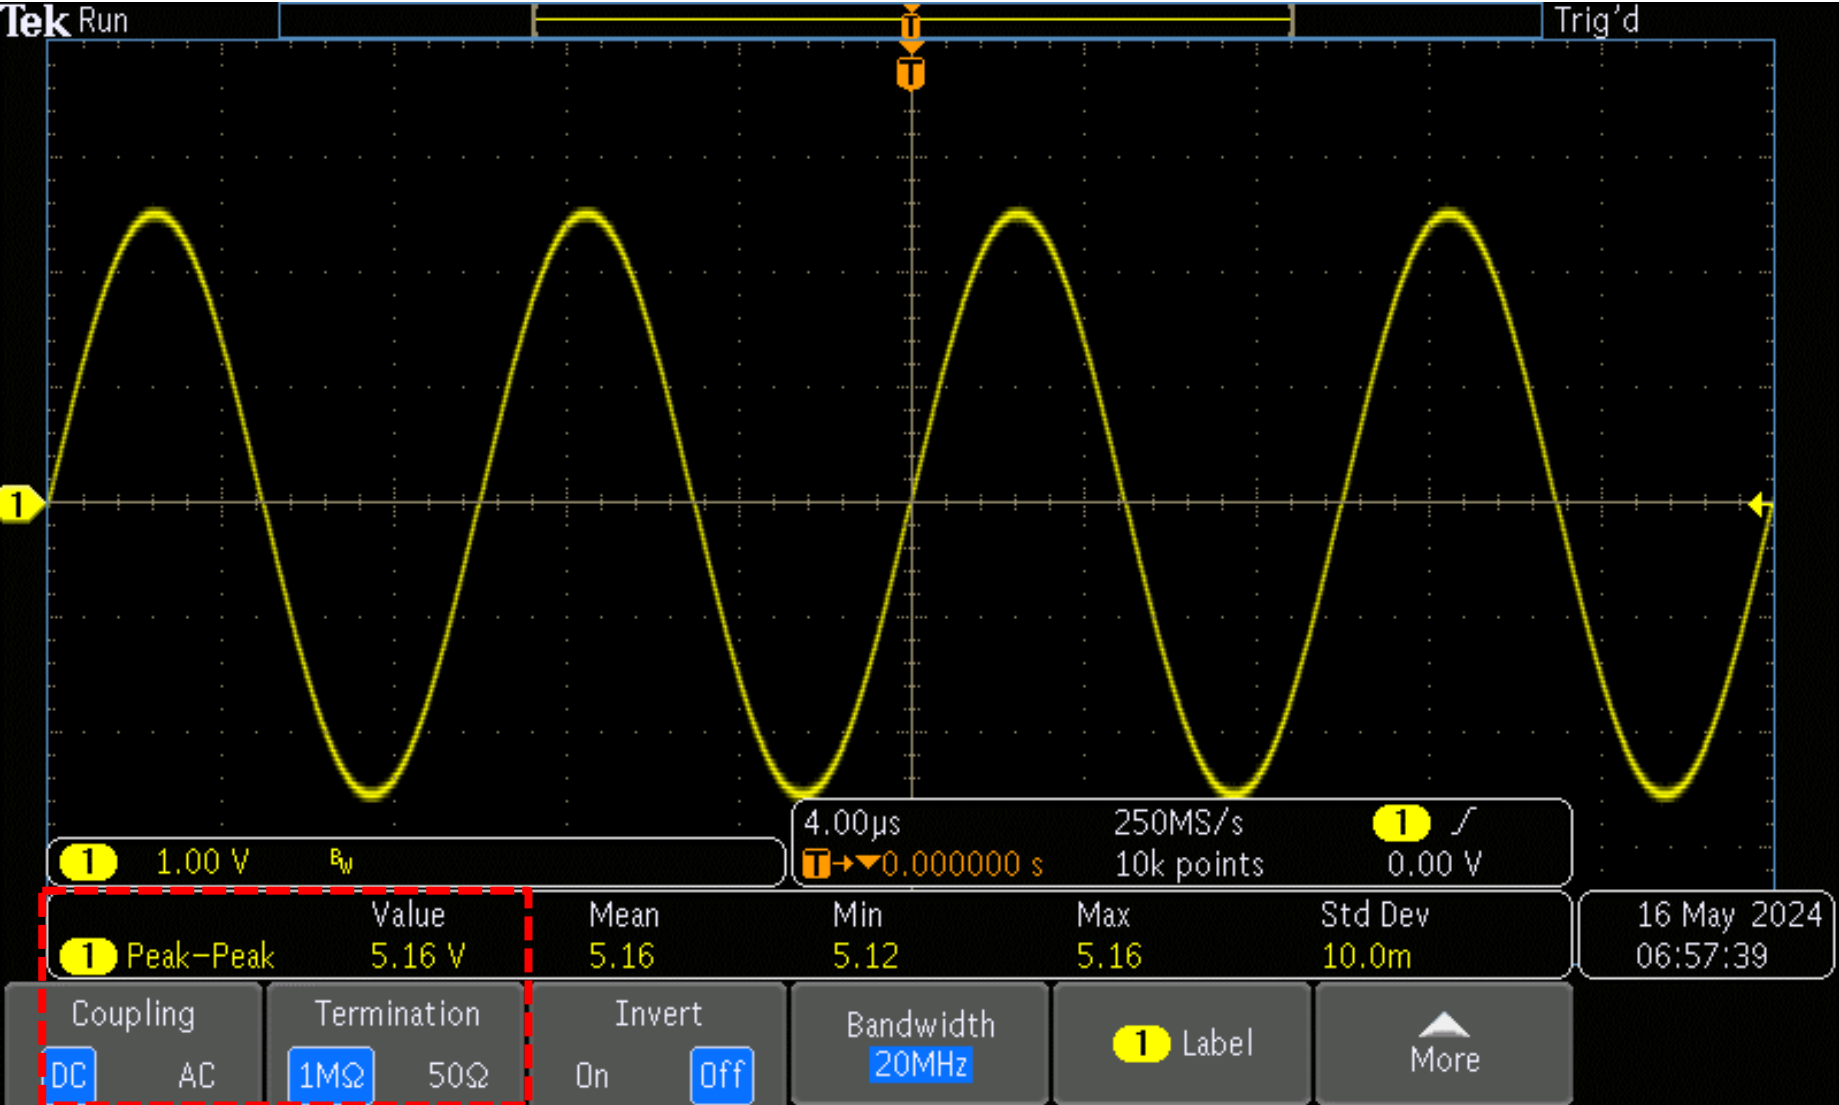 Tek Run Trig'd
T
T
1
4.00µs 250MS/s 1
1 1.00 V BW T→▼0.000000 s 10k points 0.00 V
Value Mean Min Max Std Dev 16 May 2024
1 Peak–Peak 5.16 V 5.16 5.12 5.16 10.0m 06:57:39
Coupling Termination Invert Bandwidth 1 Label More
DC AC 1MΩ 50Ω On Off 20MHz